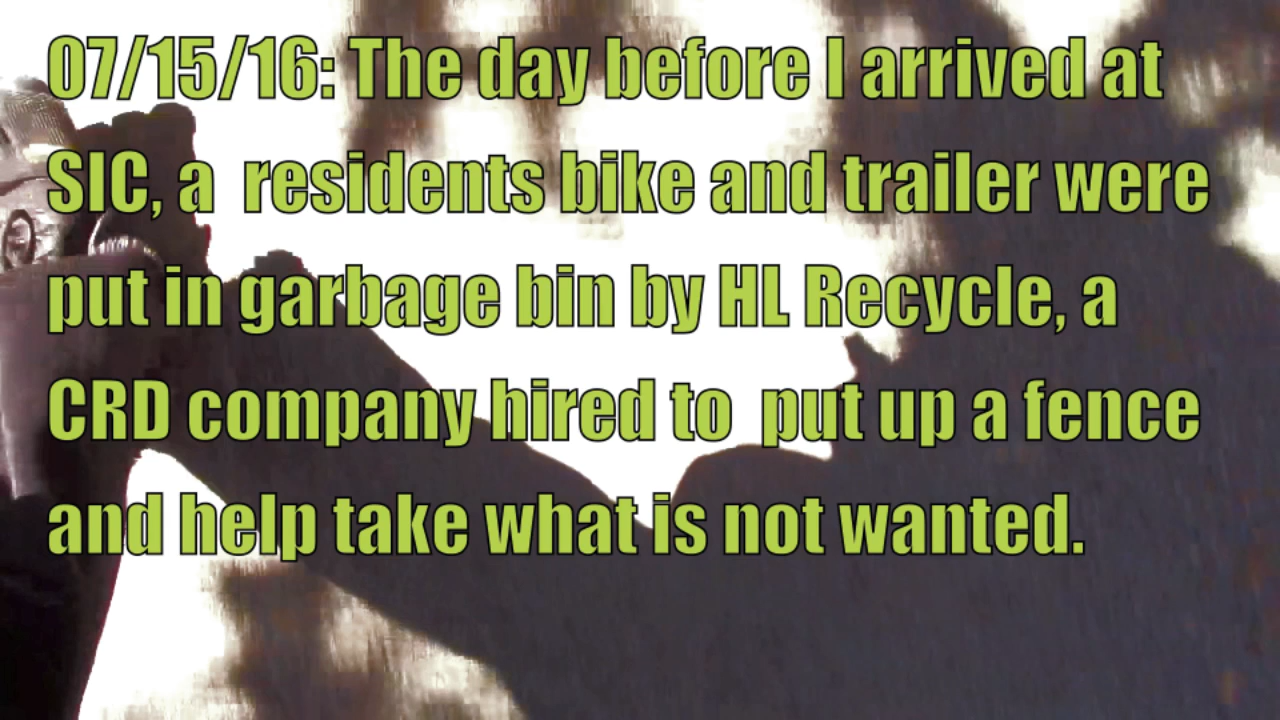 07/15/16: The day before I arrived at
SIC, a  residents bike and trailer were
put in garbage bin by HL Recycle, a
CRD company hired to  put up a fence
and help take what is not wanted.